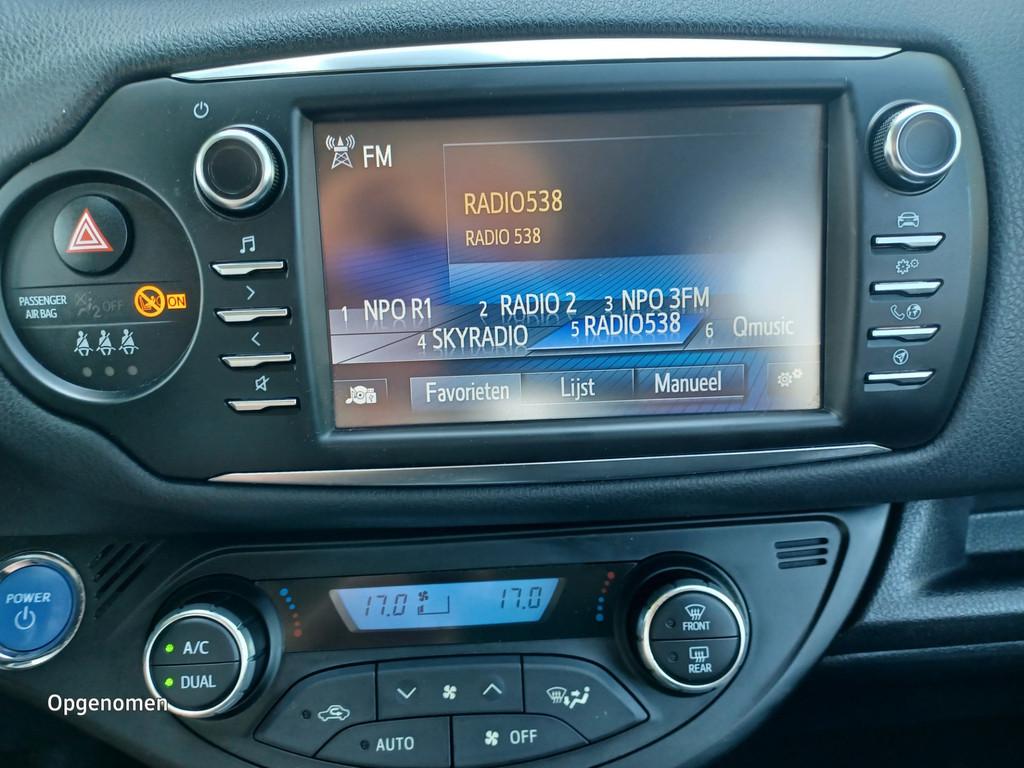 FM
RADIO538
RADIO 538
1 NPO R1 2 RADIO 2 3 NPO 3FM
4 SKYRADIO 5 RADIO538 6 Qmusic
Favorieten Lijst Manueel
PASSENGER
AIR BAG
2 OFF
ON
POWER
17.0 17.0
A/C
DUAL
FRONT
REAR
AUTO
OFF
Opgenomen